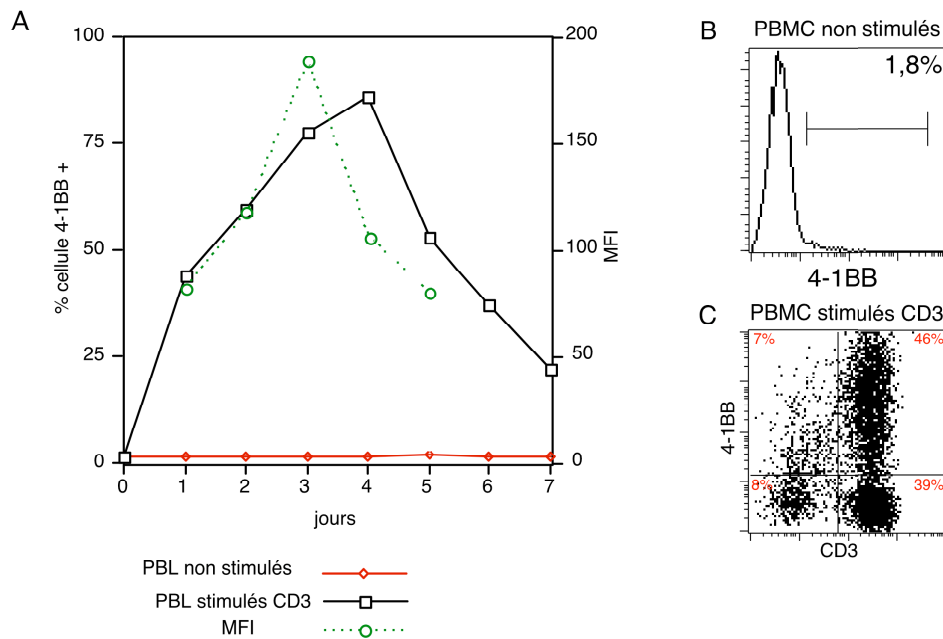 A
100
75
50
25
0
% cellule 4-1BB +
200
150
100
50
0
MFI
0 1 2 3 4 5 6 7
jours
PBL non stimulés
PBL stimulés CD3
MFI
B
PBMC non stimulés
1,8%
4-1BB
C
PBMC stimulés CD3
7% 46%
4-1BB
8% 39%
CD3